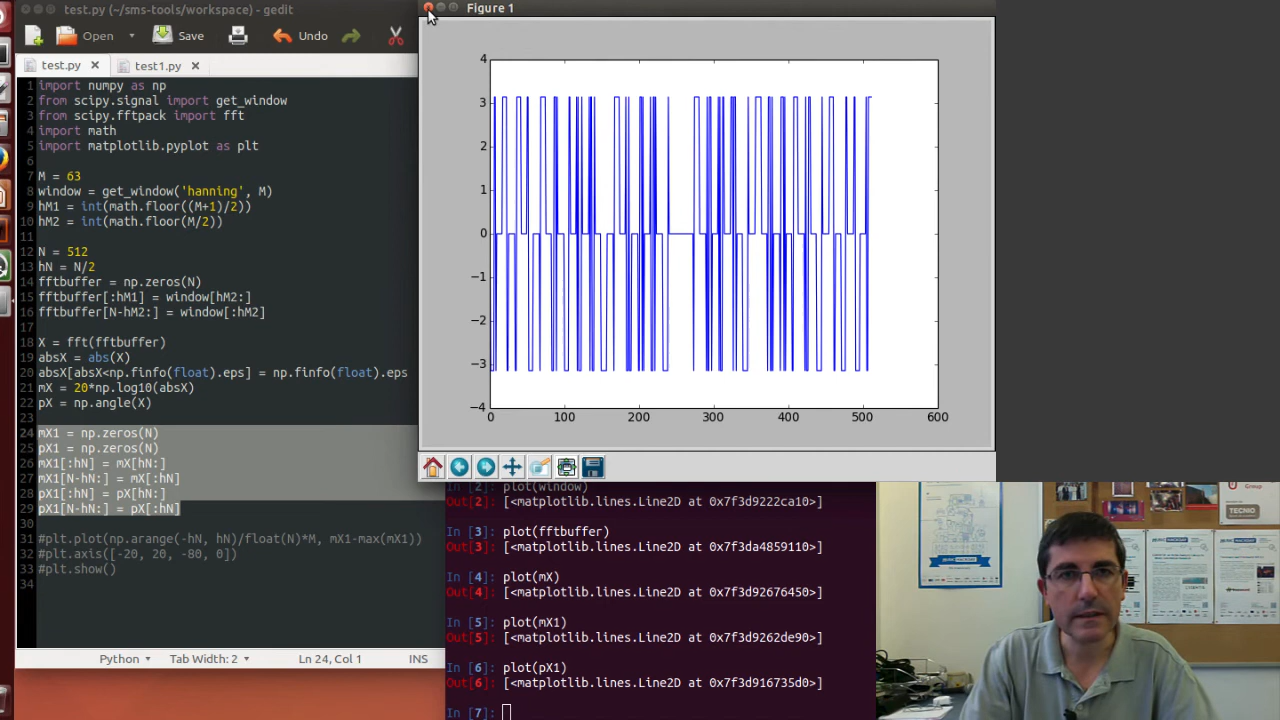 test.py (~/sms-tools/workspace) - gedit
Open
Save
Undo
test.py
test1.py
1 import numpy as np
2 from scipy.signal import get_window
3 from scipy.fftpack import fft
4 import math
5 import matplotlib.pyplot as plt
6
7 M = 63
8 window = get_window('hanning', M)
9 hM1 = int(math.floor((M+1)/2))
10 hM2 = int(math.floor(M/2))
11
12 N = 512
13 hN = N/2
14 fftbuffer = np.zeros(N)
15 fftbuffer[:hM1] = window[hM2:]
16 fftbuffer[N-hM2:] = window[:hM2]
17
18 X = fft(fftbuffer)
19 absX = abs(X)
20 absX[absX<np.finfo(float).eps] = np.finfo(float).eps
21 mX = 20*np.log10(absX)
22 pX = np.angle(X)
23
24 mX1 = np.zeros(N)
25 pX1 = np.zeros(N)
26 mX1[:hN] = mX[hN:]
27 mX1[N-hN:] = mX[:hN]
28 pX1[:hN] = pX[hN:]
29 pX1[N-hN:] = pX[:hN]
30
31 #plt.plot(np.arange(-hN, hN)/float(N)*M, mX1-max(mX1))
32 #plt.axis([-20, 20, -80, 0])
33 #plt.show()
34
Python
Tab Width: 2
Ln 24, Col 1
INS
Figure 1
4
3
2
1
0
−1
−2
−3
−4
0 100 200 300 400 500 600
In [2]: plot(window)
Out[2]: [<matplotlib.lines.Line2D at 0x7f3d9222ca10>]
In [3]: plot(fftbuffer)
Out[3]: [<matplotlib.lines.Line2D at 0x7f3da4859110>]
In [4]: plot(mX)
Out[4]: [<matplotlib.lines.Line2D at 0x7f3d92676450>]
In [5]: plot(mX1)
Out[5]: [<matplotlib.lines.Line2D at 0x7f3d9262de90>]
In [6]: plot(pX1)
Out[6]: [<matplotlib.lines.Line2D at 0x7f3d916735d0>]
In [7]:
Group
TECNIO